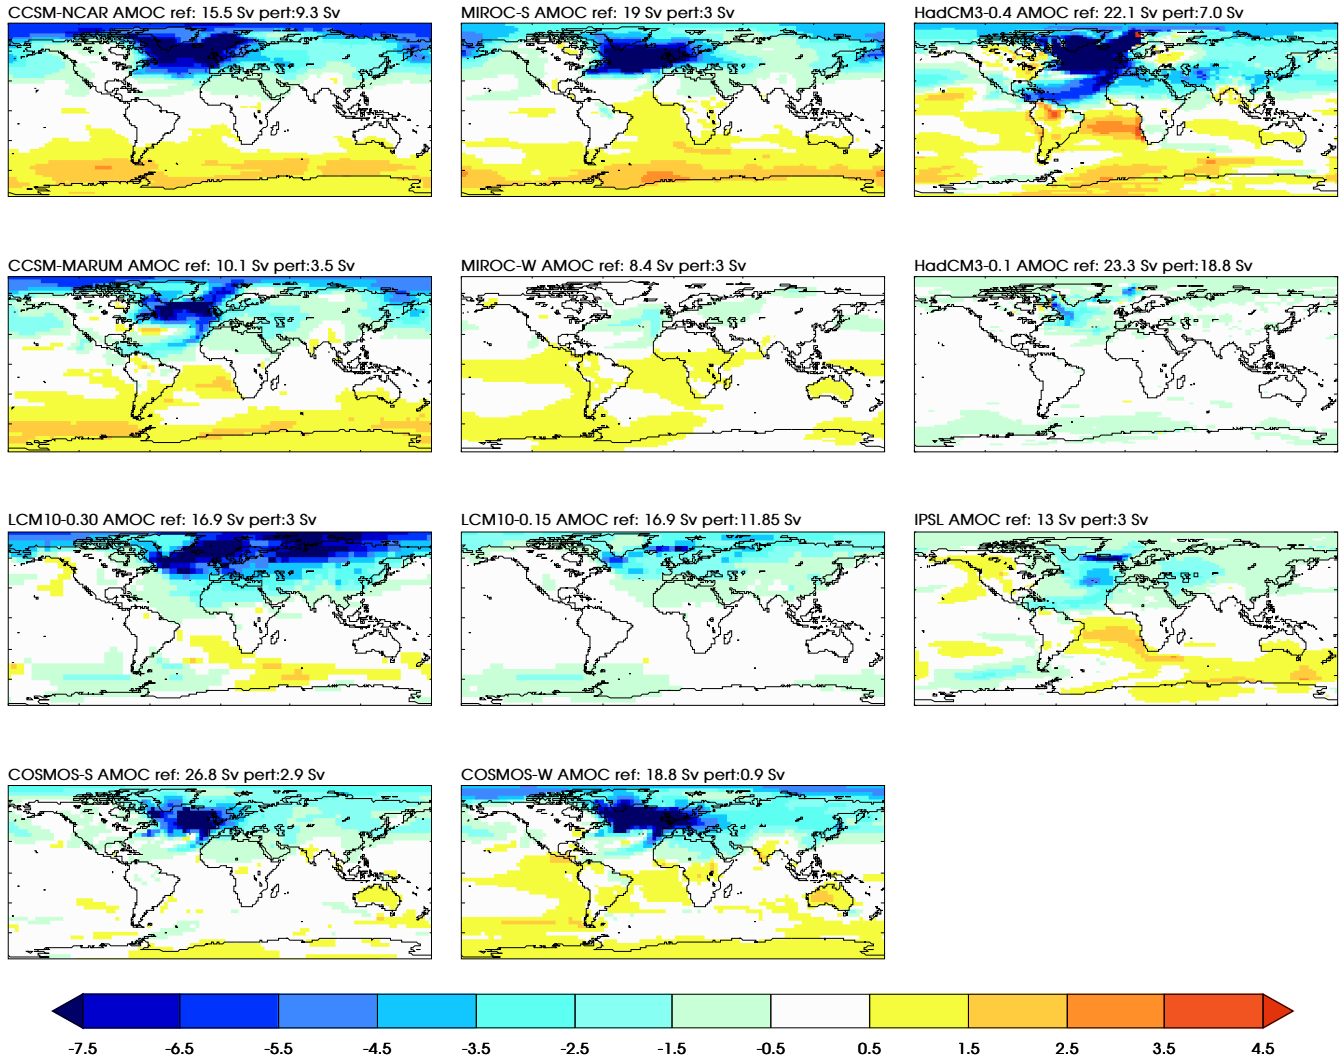 CCSM-NCAR AMOC ref: 15.5 Sv pert:9.3 Sv
MIROC-S AMOC ref: 19 Sv pert:3 Sv
HadCM3-0.4 AMOC ref: 22.1 Sv pert:7.0 Sv
CCSM-MARUM AMOC ref: 10.1 Sv pert:3.5 Sv
MIROC-W AMOC ref: 8.4 Sv pert:3 Sv
HadCM3-0.1 AMOC ref: 23.3 Sv pert:18.8 Sv
LCM10-0.30 AMOC ref: 16.9 Sv pert:3 Sv
LCM10-0.15 AMOC ref: 16.9 Sv pert:11.85 Sv
IPSL AMOC ref: 13 Sv pert:3 Sv
COSMOS-S AMOC ref: 26.8 Sv pert:2.9 Sv
COSMOS-W AMOC ref: 18.8 Sv pert:0.9 Sv
-7.5 -6.5 -5.5 -4.5 -3.5 -2.5 -1.5 -0.5 0.5 1.5 2.5 3.5 4.5